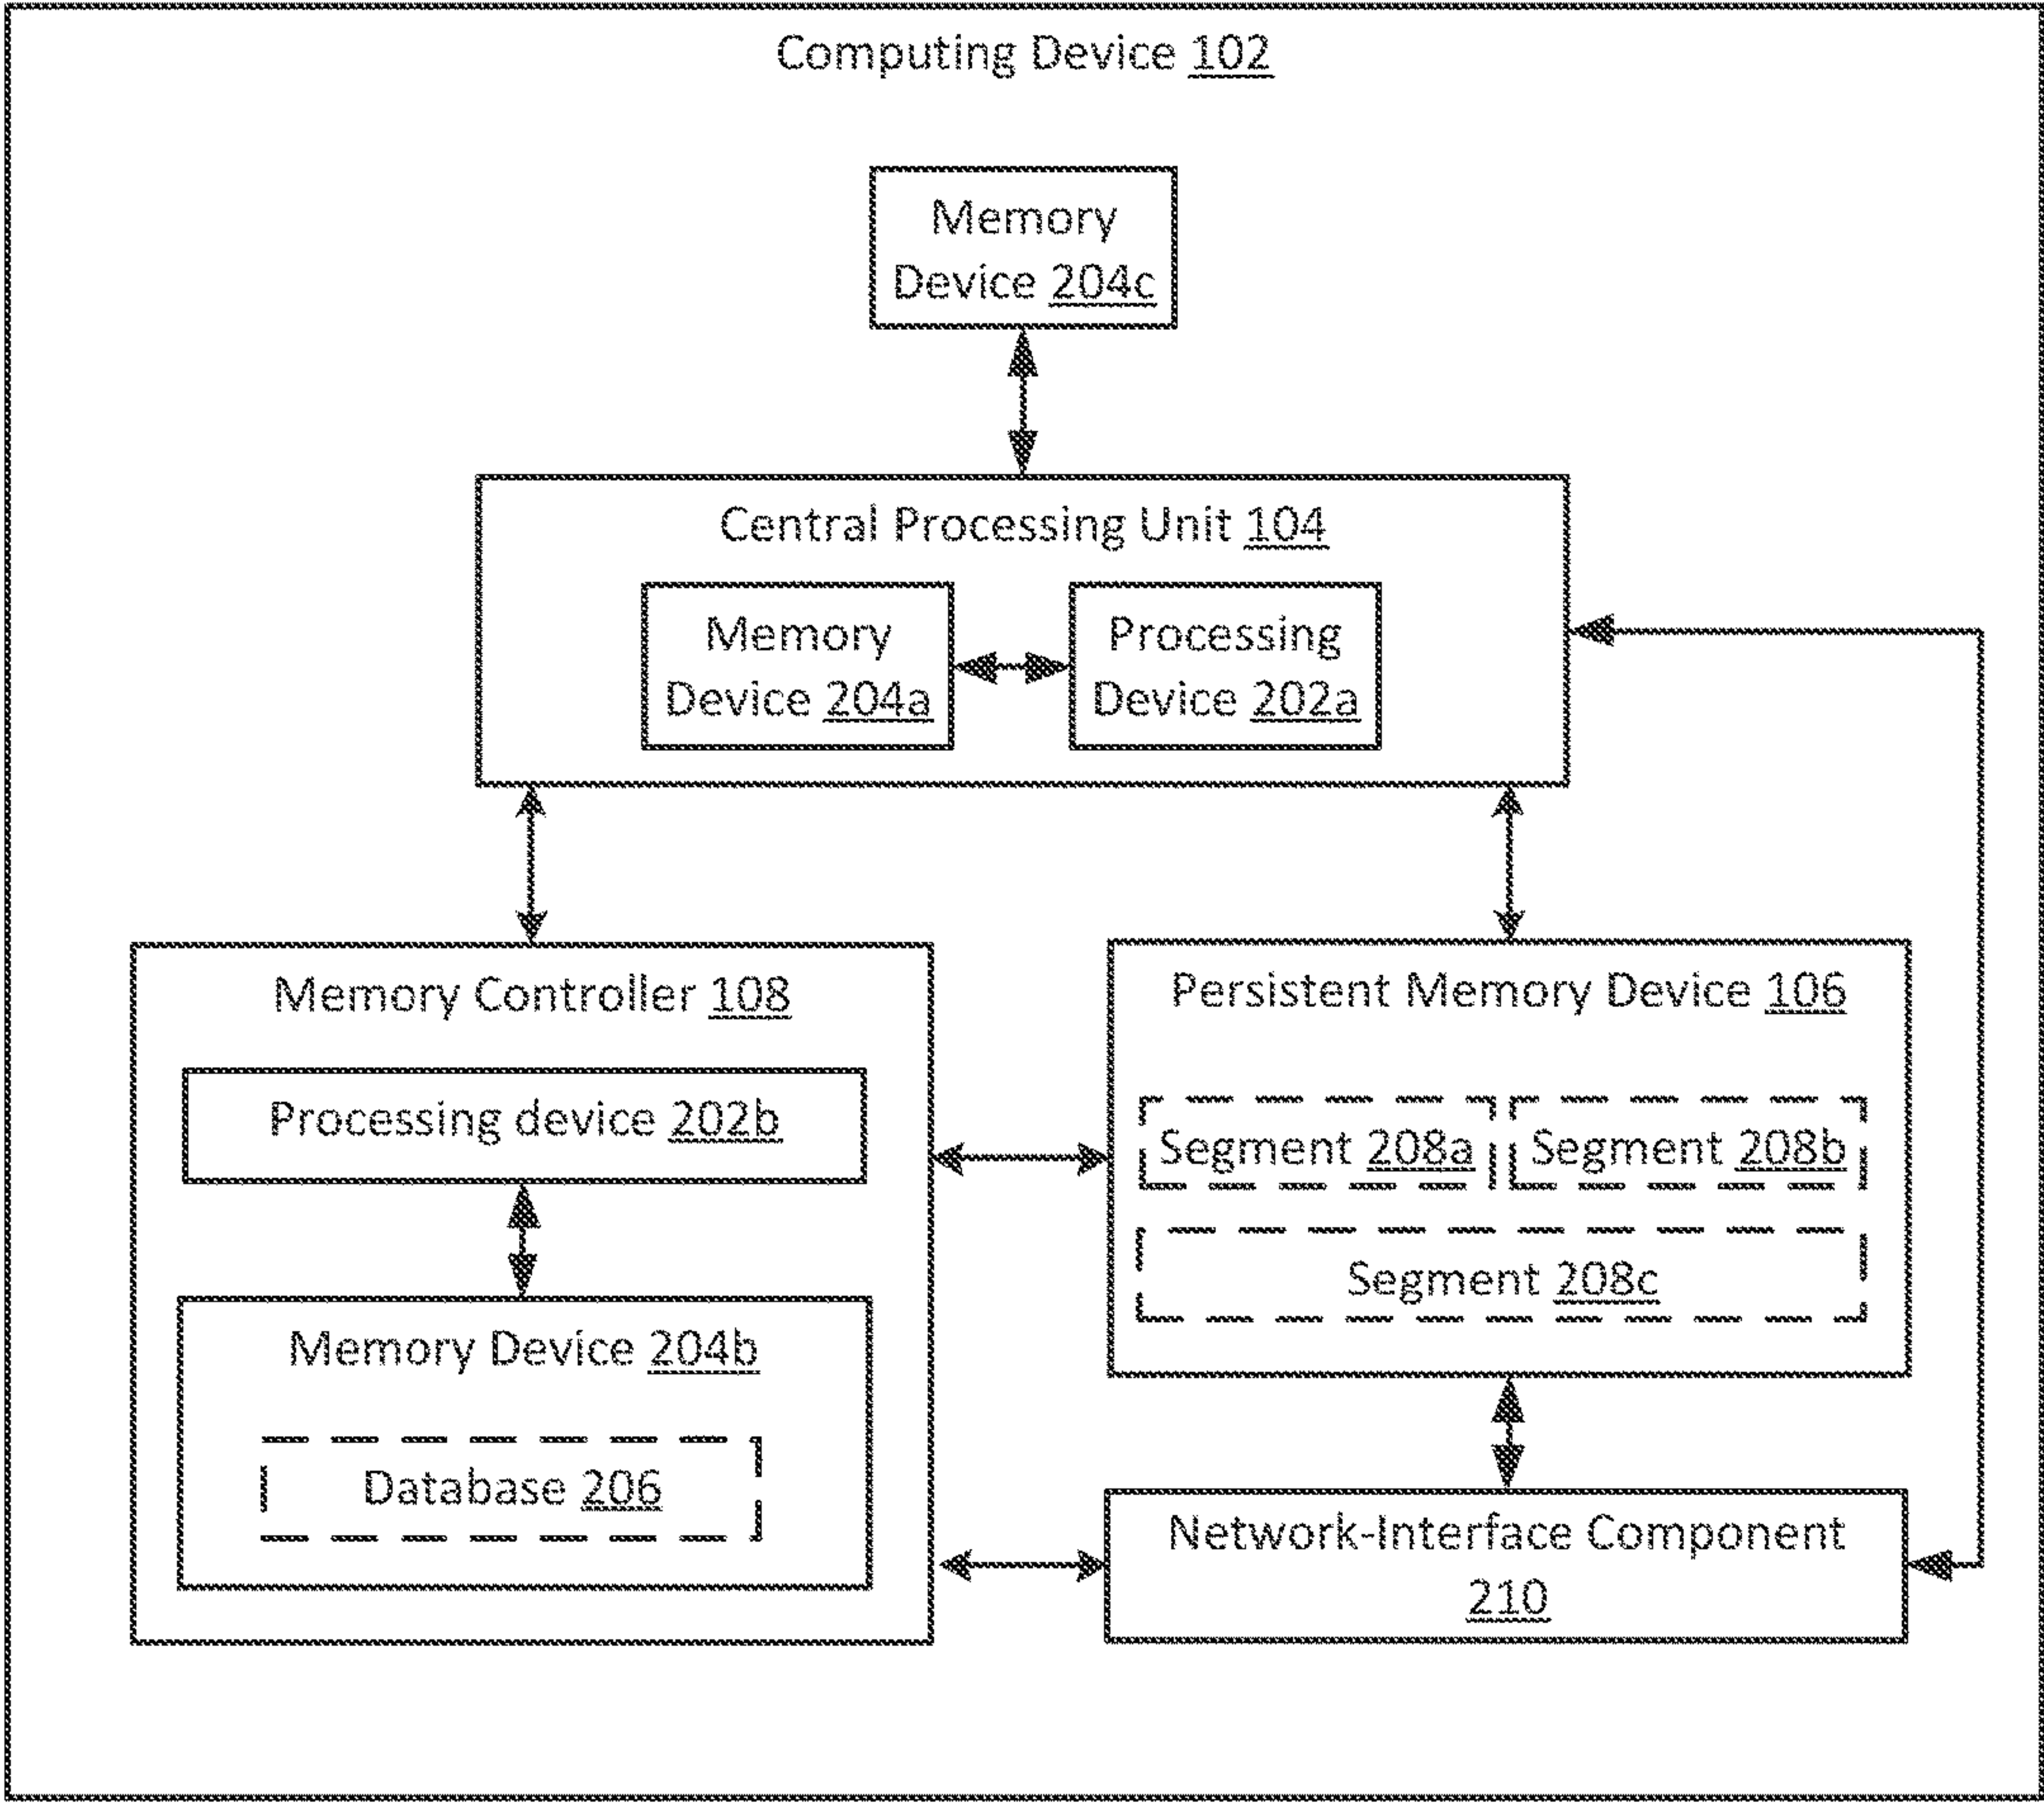 Computing Device 102
Memory
Device 204c
Central Processing Unit 104
Memory
Device 204a
Processing
Device 202a
Memory Controller 108
Processing device 202b
Memory Device 204b
Database 206
Persistent Memory Device 106
Segment 208a
Segment 208b
Segment 208c
Network-Interface Component
210